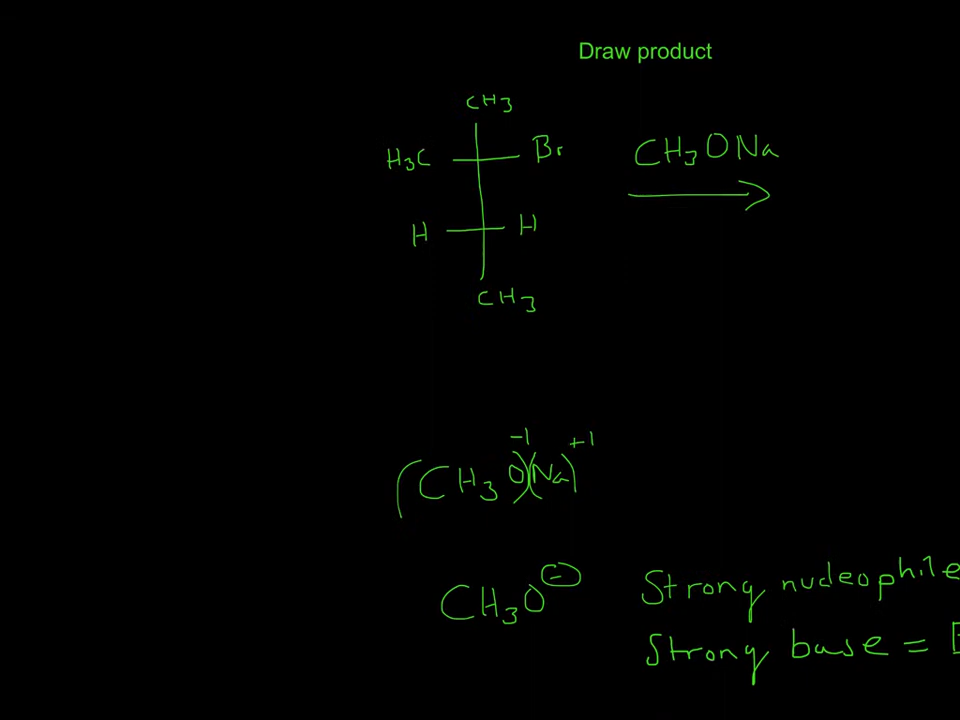 Draw product
CH3
H3C Br
CH3ONa
H H
CH3
(CH3O)-1(Na)+1
CH3O⊖ Strong nucleophile
Strong base =